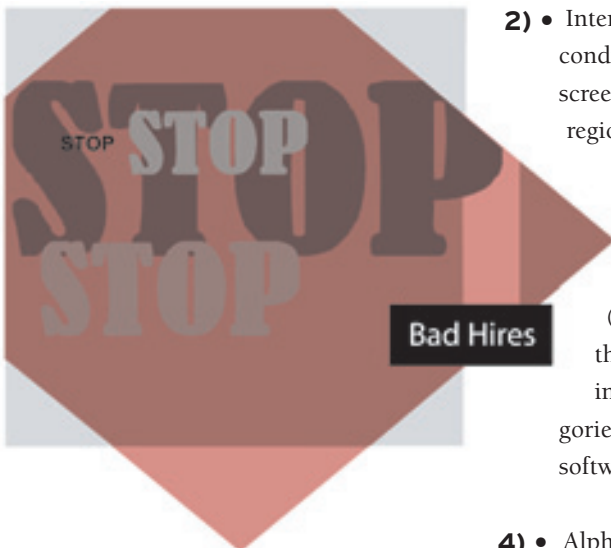 2) • Inter
cond
scree
regio
STOP
STOP
STOP
STOP
(
th
in
Bad Hires
gorie
softw
4) • Alph